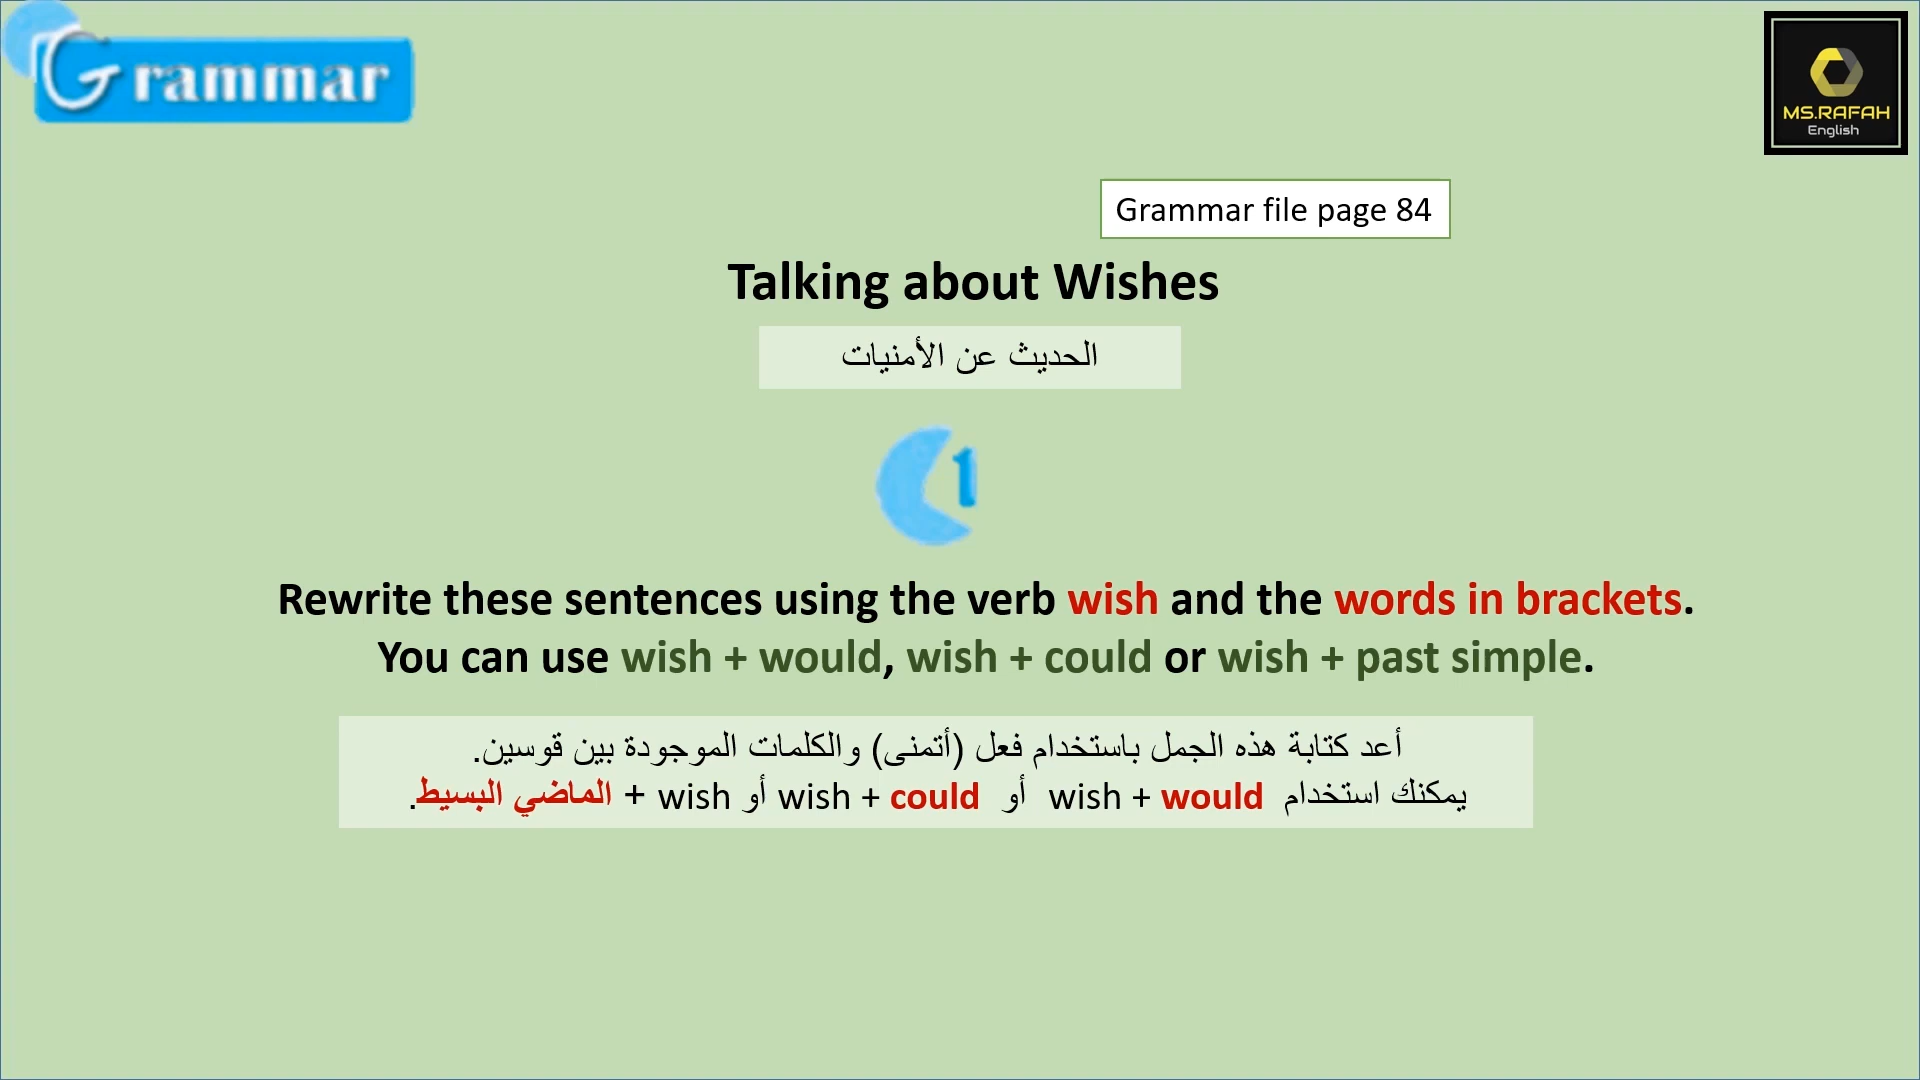 Grammar
MS.RAFAH
English
Grammar file page 84
Talking about Wishes
الحديث عن الأمنيات
1
Rewrite these sentences using the verb wish and the words in brackets.
You can use wish + would, wish + could or wish + past simple.
أعد كتابة هذه الجمل باستخدام فعل (أتمنى) والكلمات الموجودة بين قوسين.
يمكنك استخدام wish + would أو wish + could أو wish + الماضي البسيط.